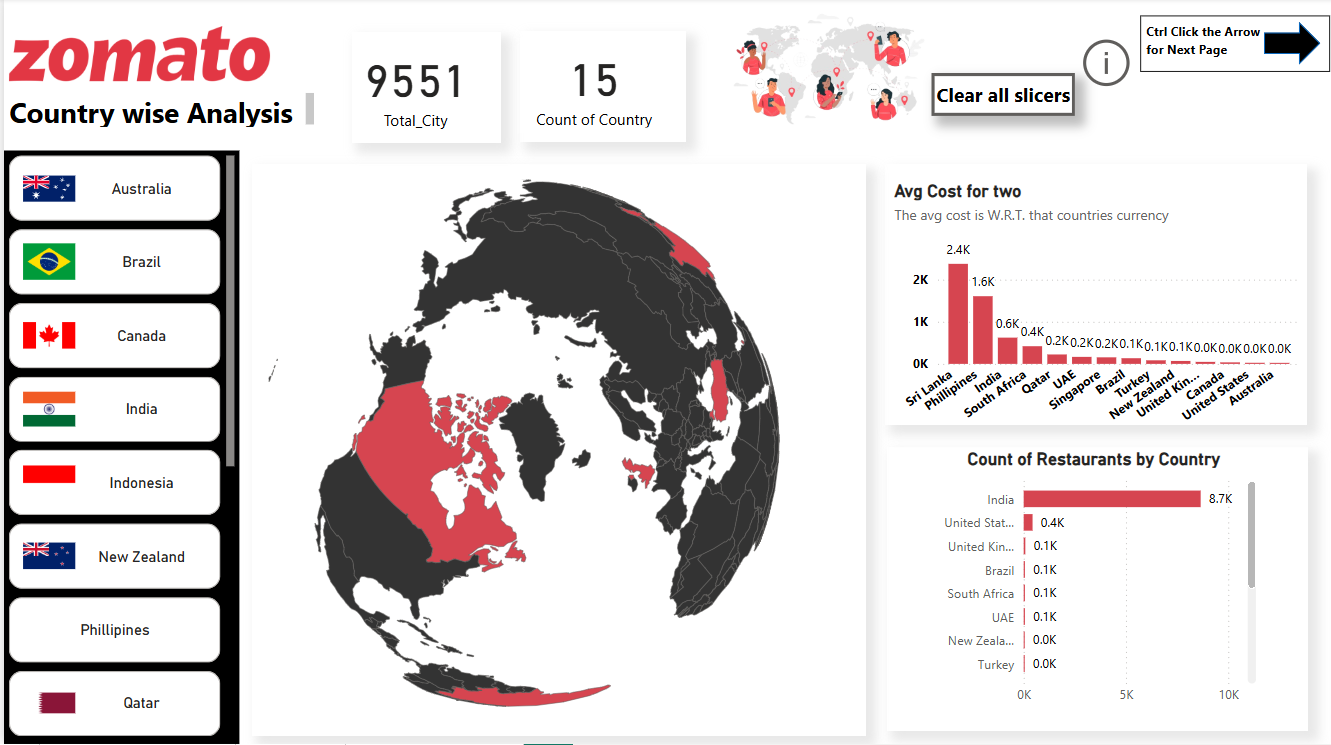 zomato
Country wise Analysis
9551
Total_City
15
Count of Country
Clear all slicers
i
Ctrl Click the Arrow
for Next Page
Australia
Brazil
Canada
India
Indonesia
New Zealand
Phillipines
Qatar
Avg Cost for two
The avg cost is W.R.T. that countries currency
2K
1K
0K
2.4K
1.6K
0.6K
0.4K
0.2K
0.2K
0.2K
0.1K
0.1K
0.1K
0.0K
0.0K
0.0K
0.0K
Sri Lanka
Phillipines
India
South Africa
Qatar
UAE
Singapore
Brazil
Turkey
New Zealand
United Kin...
Canada
United States
Australia
Count of Restaurants by Country
India 8.7K
United Stat... 0.4K
United Kin... 0.1K
Brazil 0.1K
South Africa 0.1K
UAE 0.1K
New Zeala... 0.0K
Turkey 0.0K
0K 5K 10K